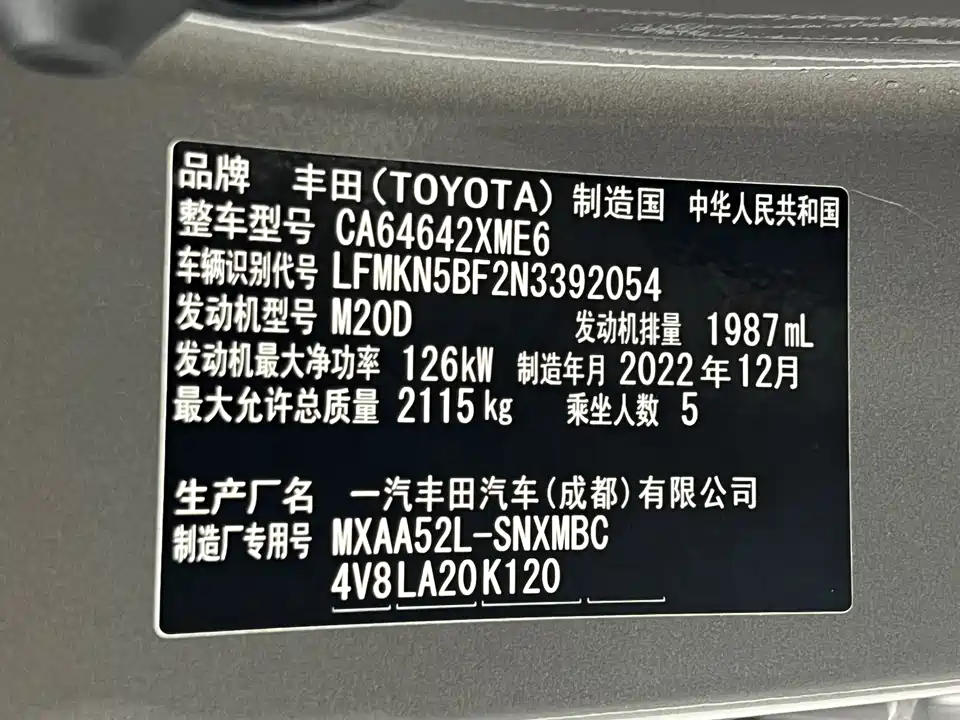 品牌 丰田(TOYOTA) 制造国 中华人民共和国
整车型号 CA64642XME6
车辆识别代号 LFMKN5BF2N3392054
发动机型号 M20D 发动机排量 1987mL
发动机最大净功率 126kW 制造年月 2022年12月
最大允许总质量 2115kg 乘坐人数 5
生产厂名 一汽丰田汽车(成都)有限公司
制造厂专用号 MXAA52L-SNXMBC
4V8 LA20 K120